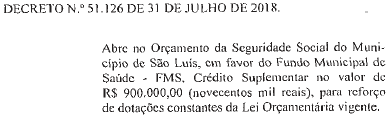 DECRETO N.º 51.126 DE 31 DE JULHO DE 2018.
Abre no Orçamento da Seguridade Social do Muni-
cípio de São Luís, em favor do Fundo Municipal de
Saúde - FMS, Crédito Suplementar no valor de
R$ 900.000,00 (novecentos mil reais), para reforço
de dotações constantes da Lei Orçamentária vigente.